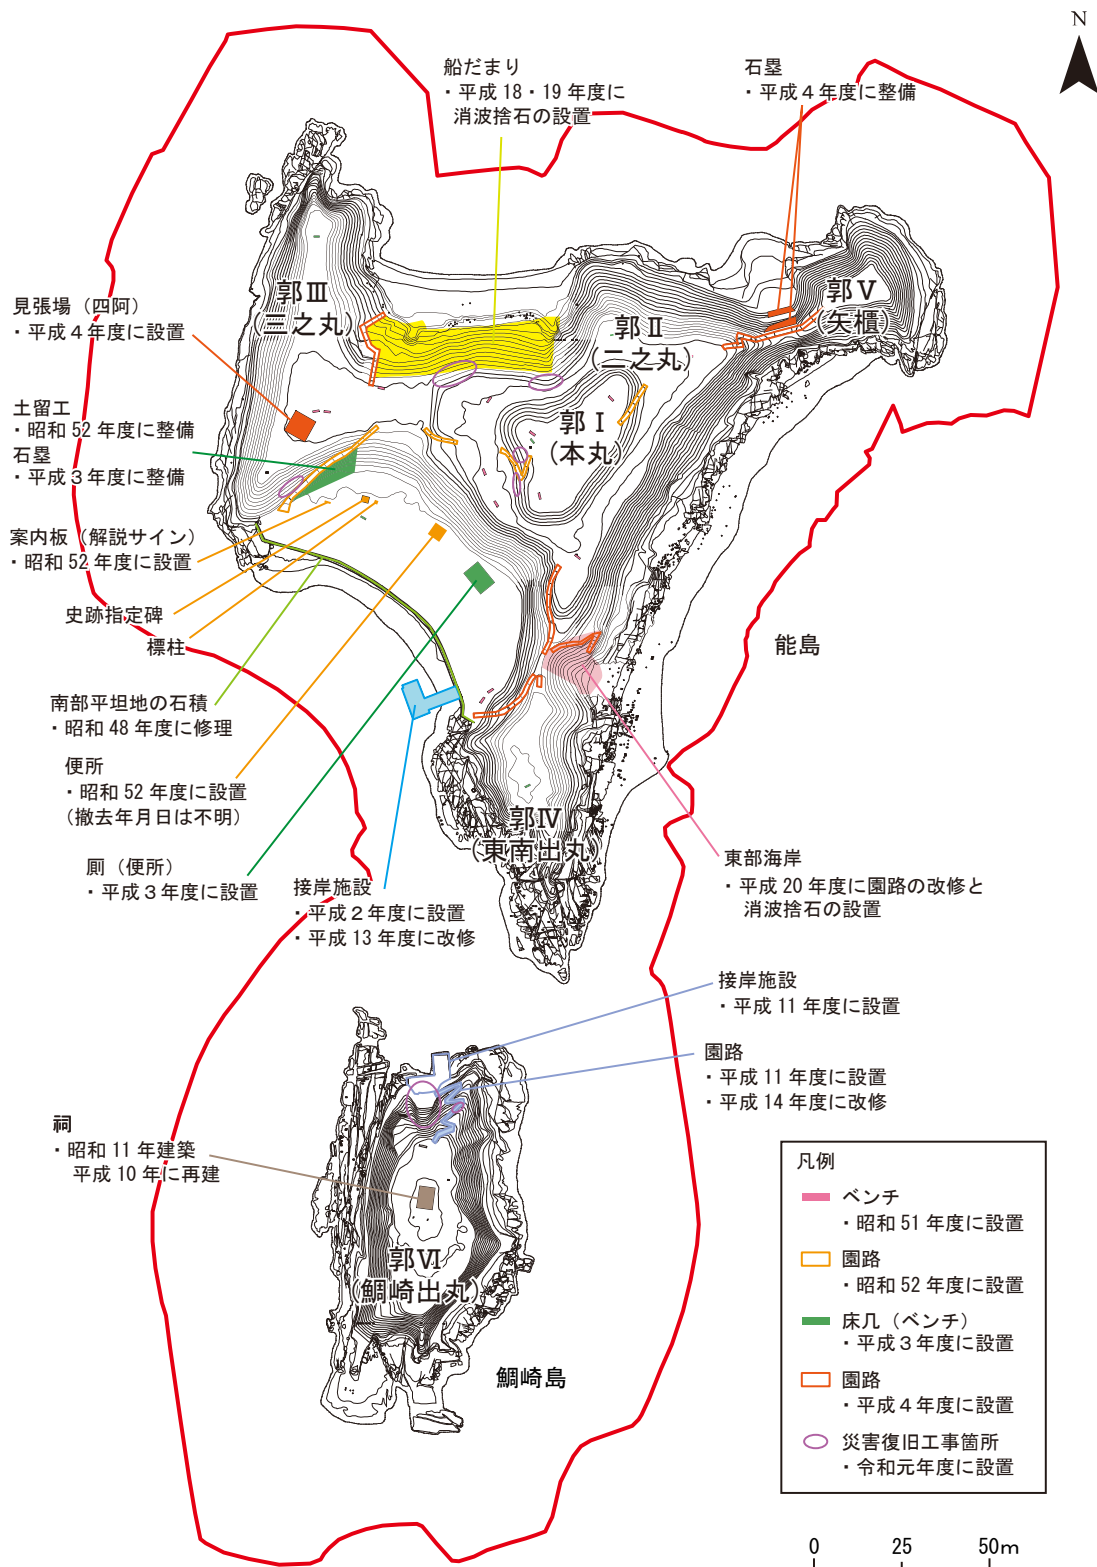 N
船だまり
・平成 18・19 年度に
消波捨石の設置
石塁
・平成４年度に整備
見張場（四阿）
・平成４年度に設置
郭Ⅲ
（三之丸）
郭Ⅱ
（二之丸）
郭Ⅴ
（矢櫃）
郭Ⅰ
（本丸）
土留工
・昭和 52 年度に整備
石塁
・平成３年度に整備
案内板（解説サイン）
・昭和 52 年度に設置
史跡指定碑
標柱
能島
南部平坦地の石積
・昭和 48 年度に修理
便所
・昭和 52 年度に設置
（撤去年月日は不明）
郭Ⅳ
（東南出丸）
厠（便所）
・平成３年度に設置
接岸施設
・平成２年度に設置
・平成 13 年度に改修
東部海岸
・平成 20 年度に園路の改修と
消波捨石の設置
接岸施設
・平成 11 年度に設置
園路
・平成 11 年度に設置
・平成 14 年度に改修
祠
・昭和 11 年建築
平成 10 年に再建
郭Ⅵ
（鯛崎出丸）
鯛崎島
凡例
ベンチ
・昭和 51 年度に設置
園路
・昭和 52 年度に設置
床几（ベンチ）
・平成３年度に設置
園路
・平成４年度に設置
災害復旧工事箇所
・令和元年度に設置
0 25 50m